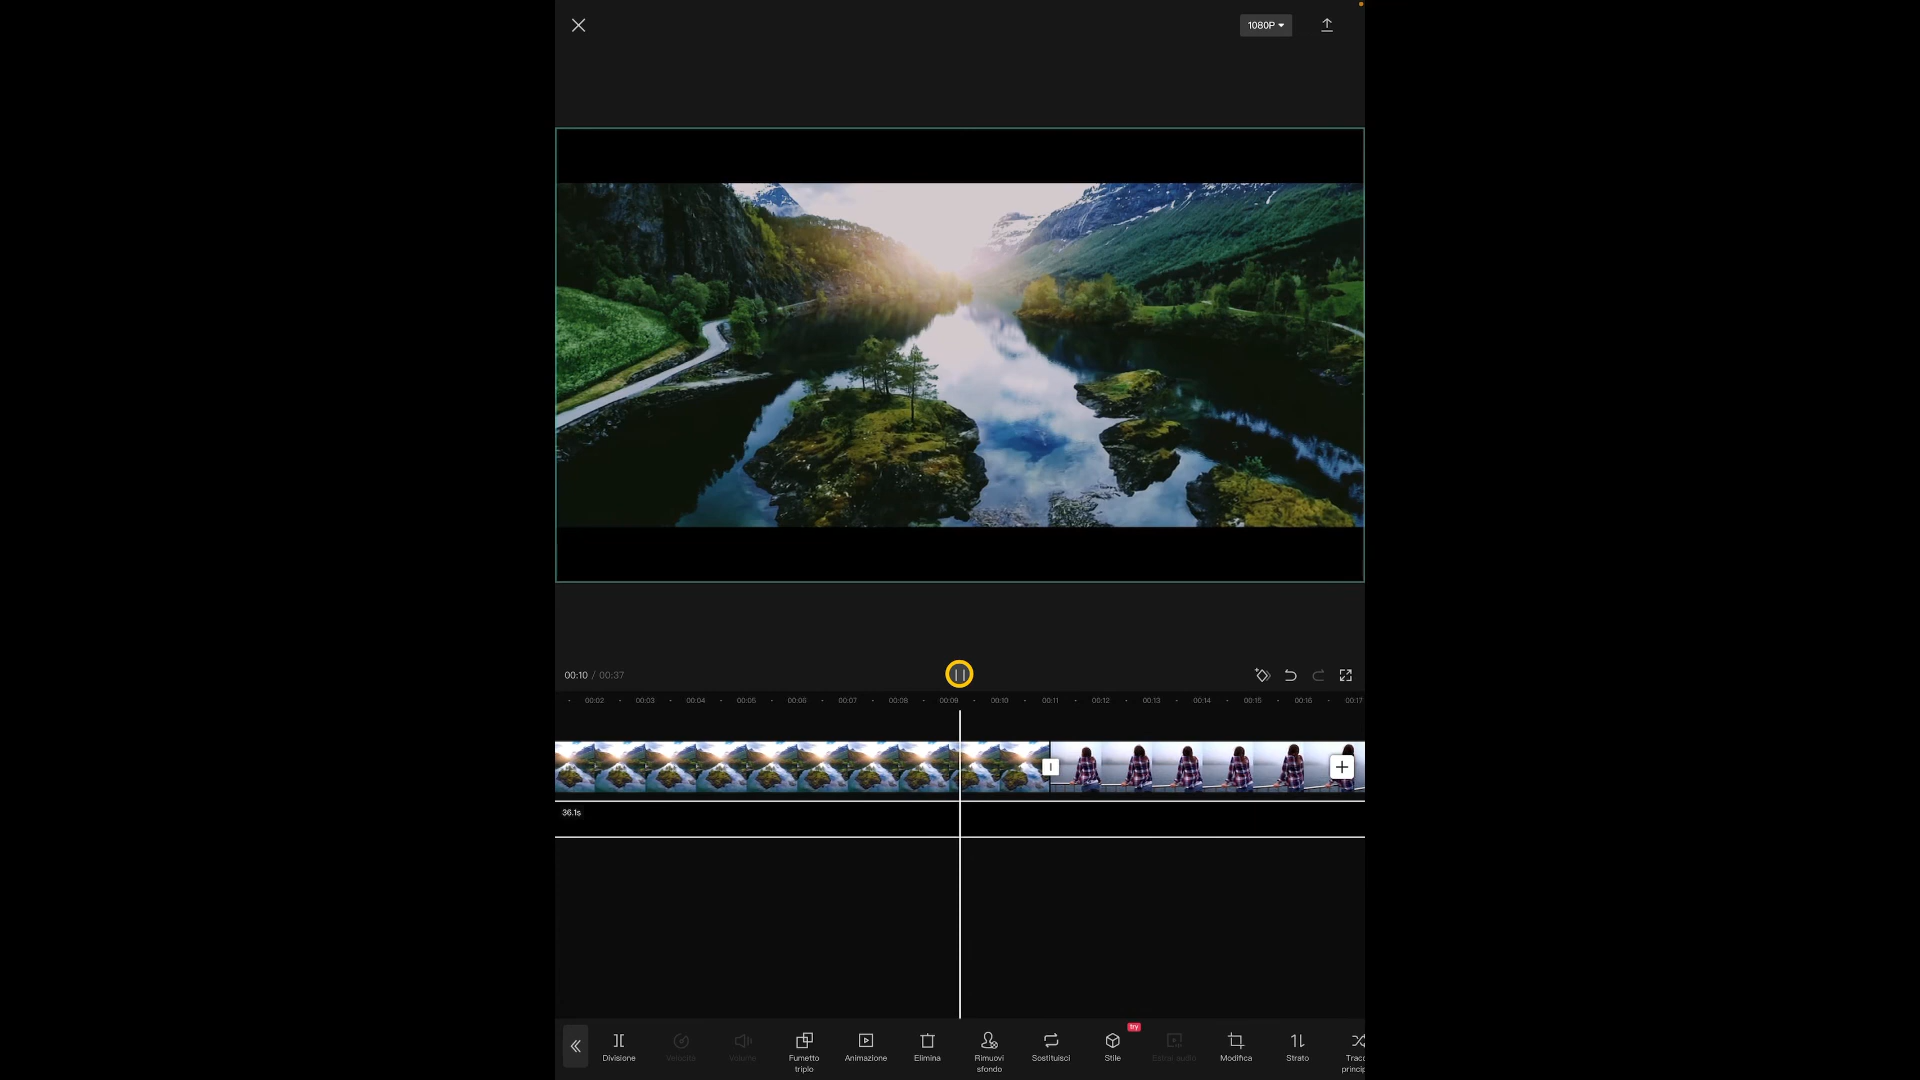 1080P
00:10 / 00:37
00:02 00:03 00:04 00:05 00:06 00:07 00:08 00:09 00:10 00:11 00:12 00:13 00:14 00:15 00:16 00:17
36.1s
try
Divisione Velocità Volume Fumetto triplo Animazione Elimina Rimuovi sfondo Sostituisci Stile Estrai audio Modifica Strato Tracc princip